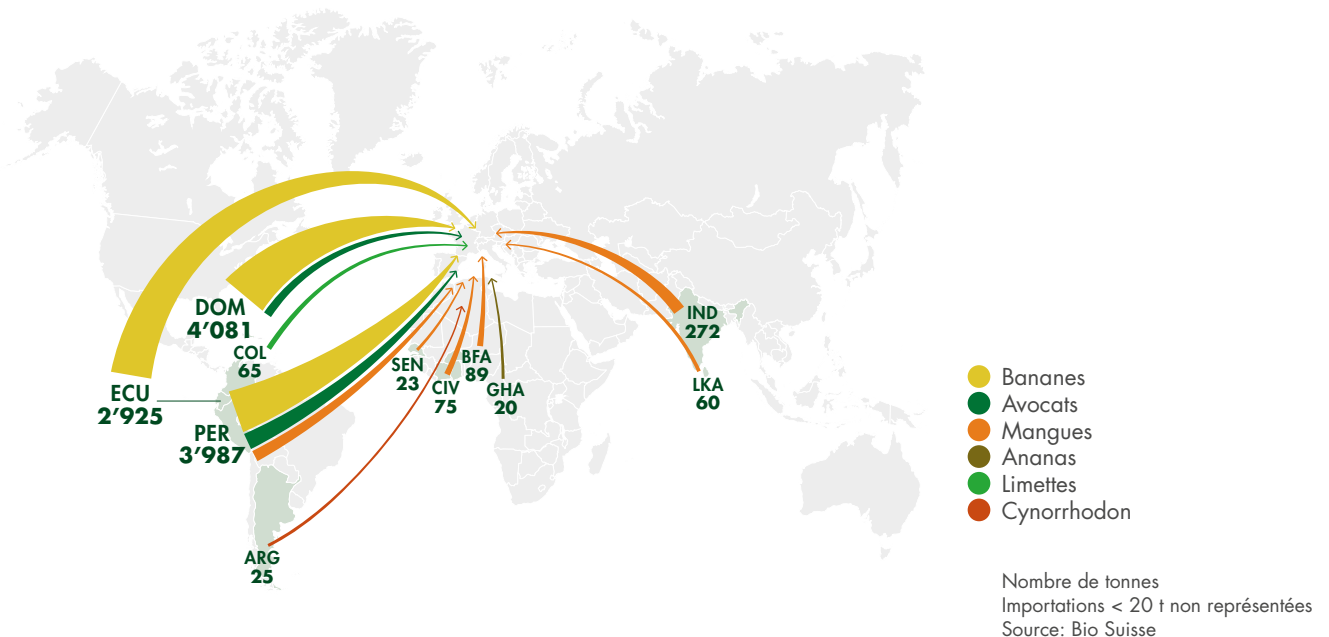 DOM
4’081
COL
65
ECU
2’925
PER
3’987
ARG
25
SEN
23
CIV
75
BFA
89
GHA
20
IND
272
LKA
60
Bananes
Avocats
Mangues
Ananas
Limettes
Cynorrhodon
Nombre de tonnes
Importations < 20 t non représentées
Source: Bio Suisse